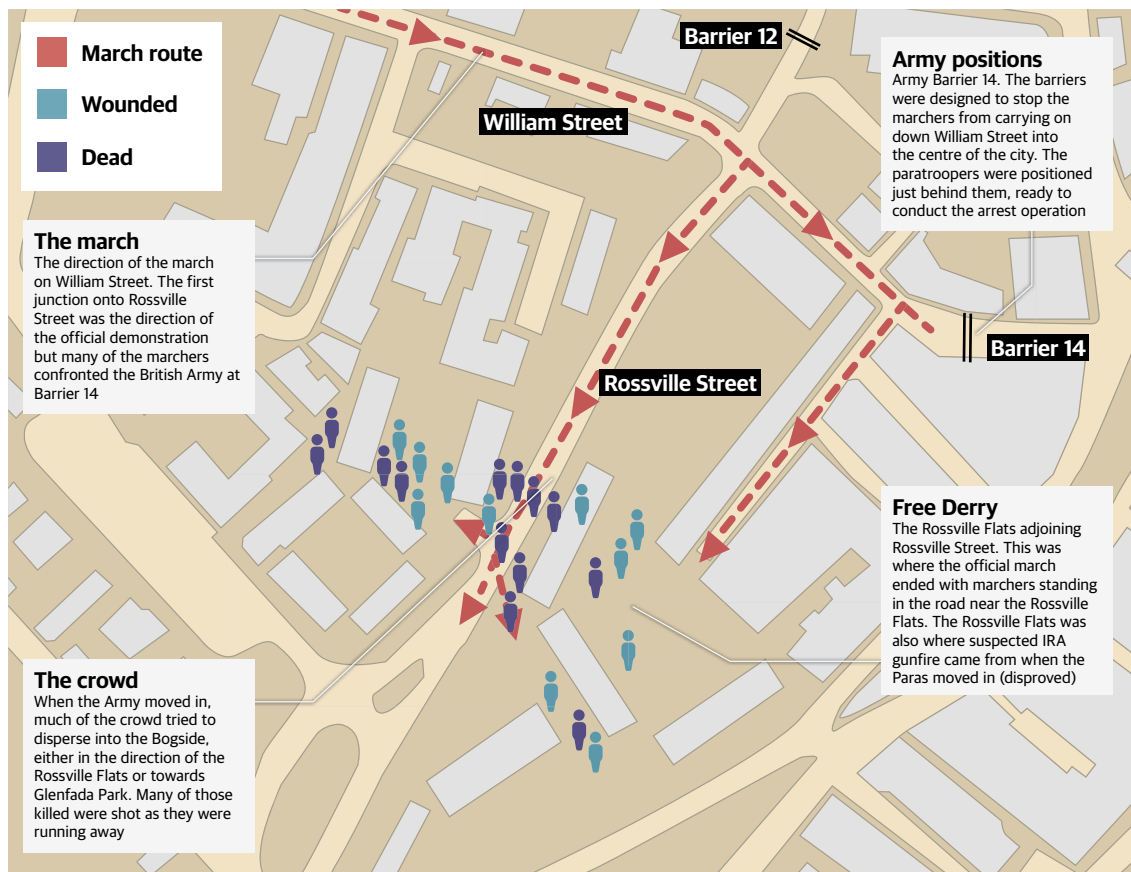 March route
Wounded
Dead
Barrier 12
William Street
Army positions
Army Barrier 14. The barriers
were designed to stop the
marchers from carrying on
down William Street into
the centre of the city. The
paratroopers were positioned
just behind them, ready to
conduct the arrest operation
The march
The direction of the march
on William Street. The first
junction onto Rossville
Street was the direction of
the official demonstration
but many of the marchers
confronted the British Army at
Barrier 14
Barrier 14
Rossville Street
Free Derry
The Rossville Flats adjoining
Rossville Street. This was
where the official march
ended with marchers standing
in the road near the Rossville
Flats. The Rossville Flats was
also where suspected IRA
gunfire came from when the
Paras moved in (disproved)
The crowd
When the Army moved in,
much of the crowd tried to
disperse into the Bogside,
either in the direction of the
Rossville Flats or towards
Glenfada Park. Many of those
killed were shot as they were
running away